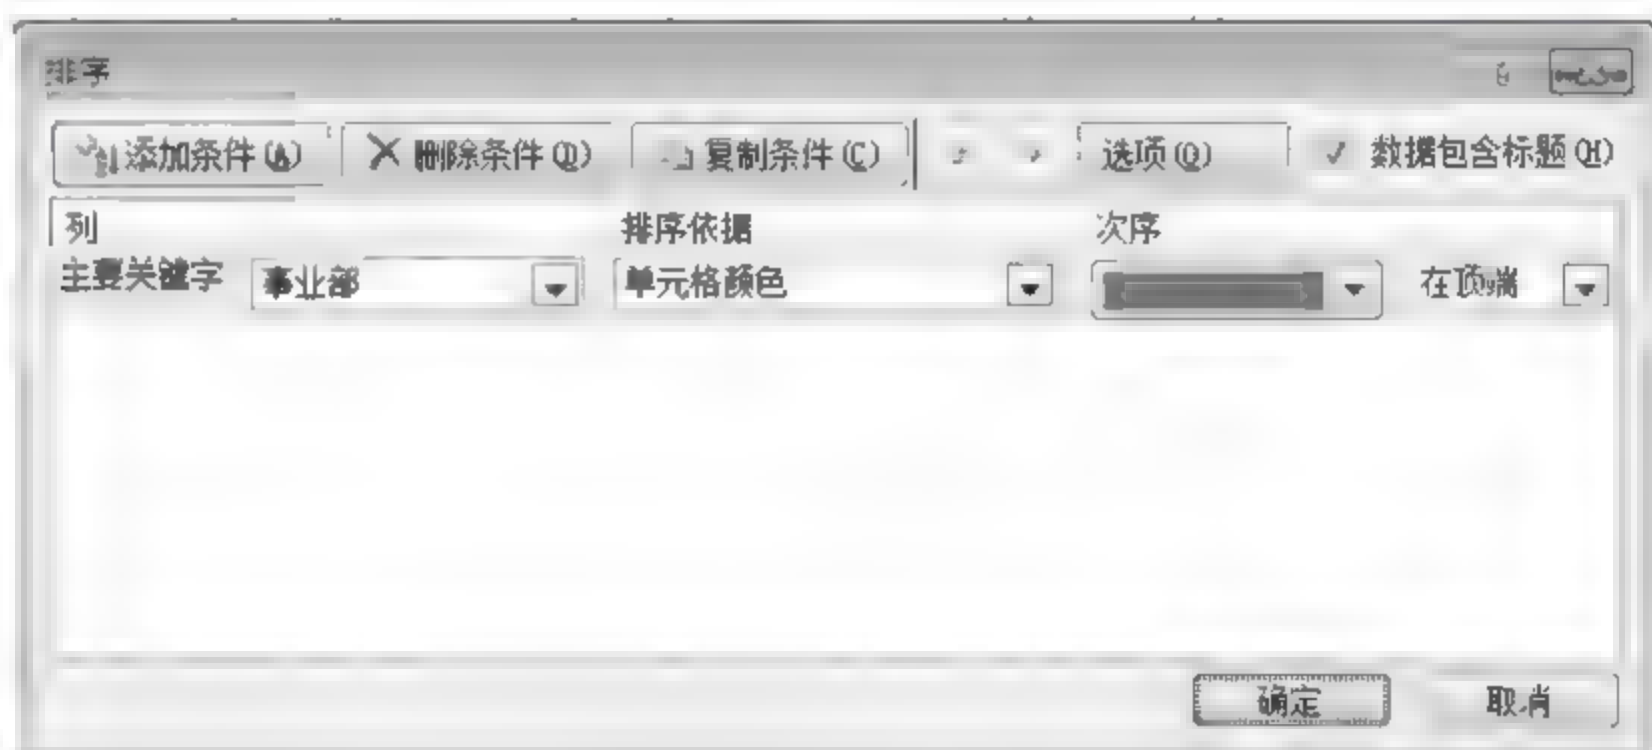 排序
添加条件(A) 删除条件(D) 复制条件(C) 选项(O) 数据包含标题(H)
列 排序依据 次序
主要关键字 事业部 单元格颜色 在顶端
确定 取消